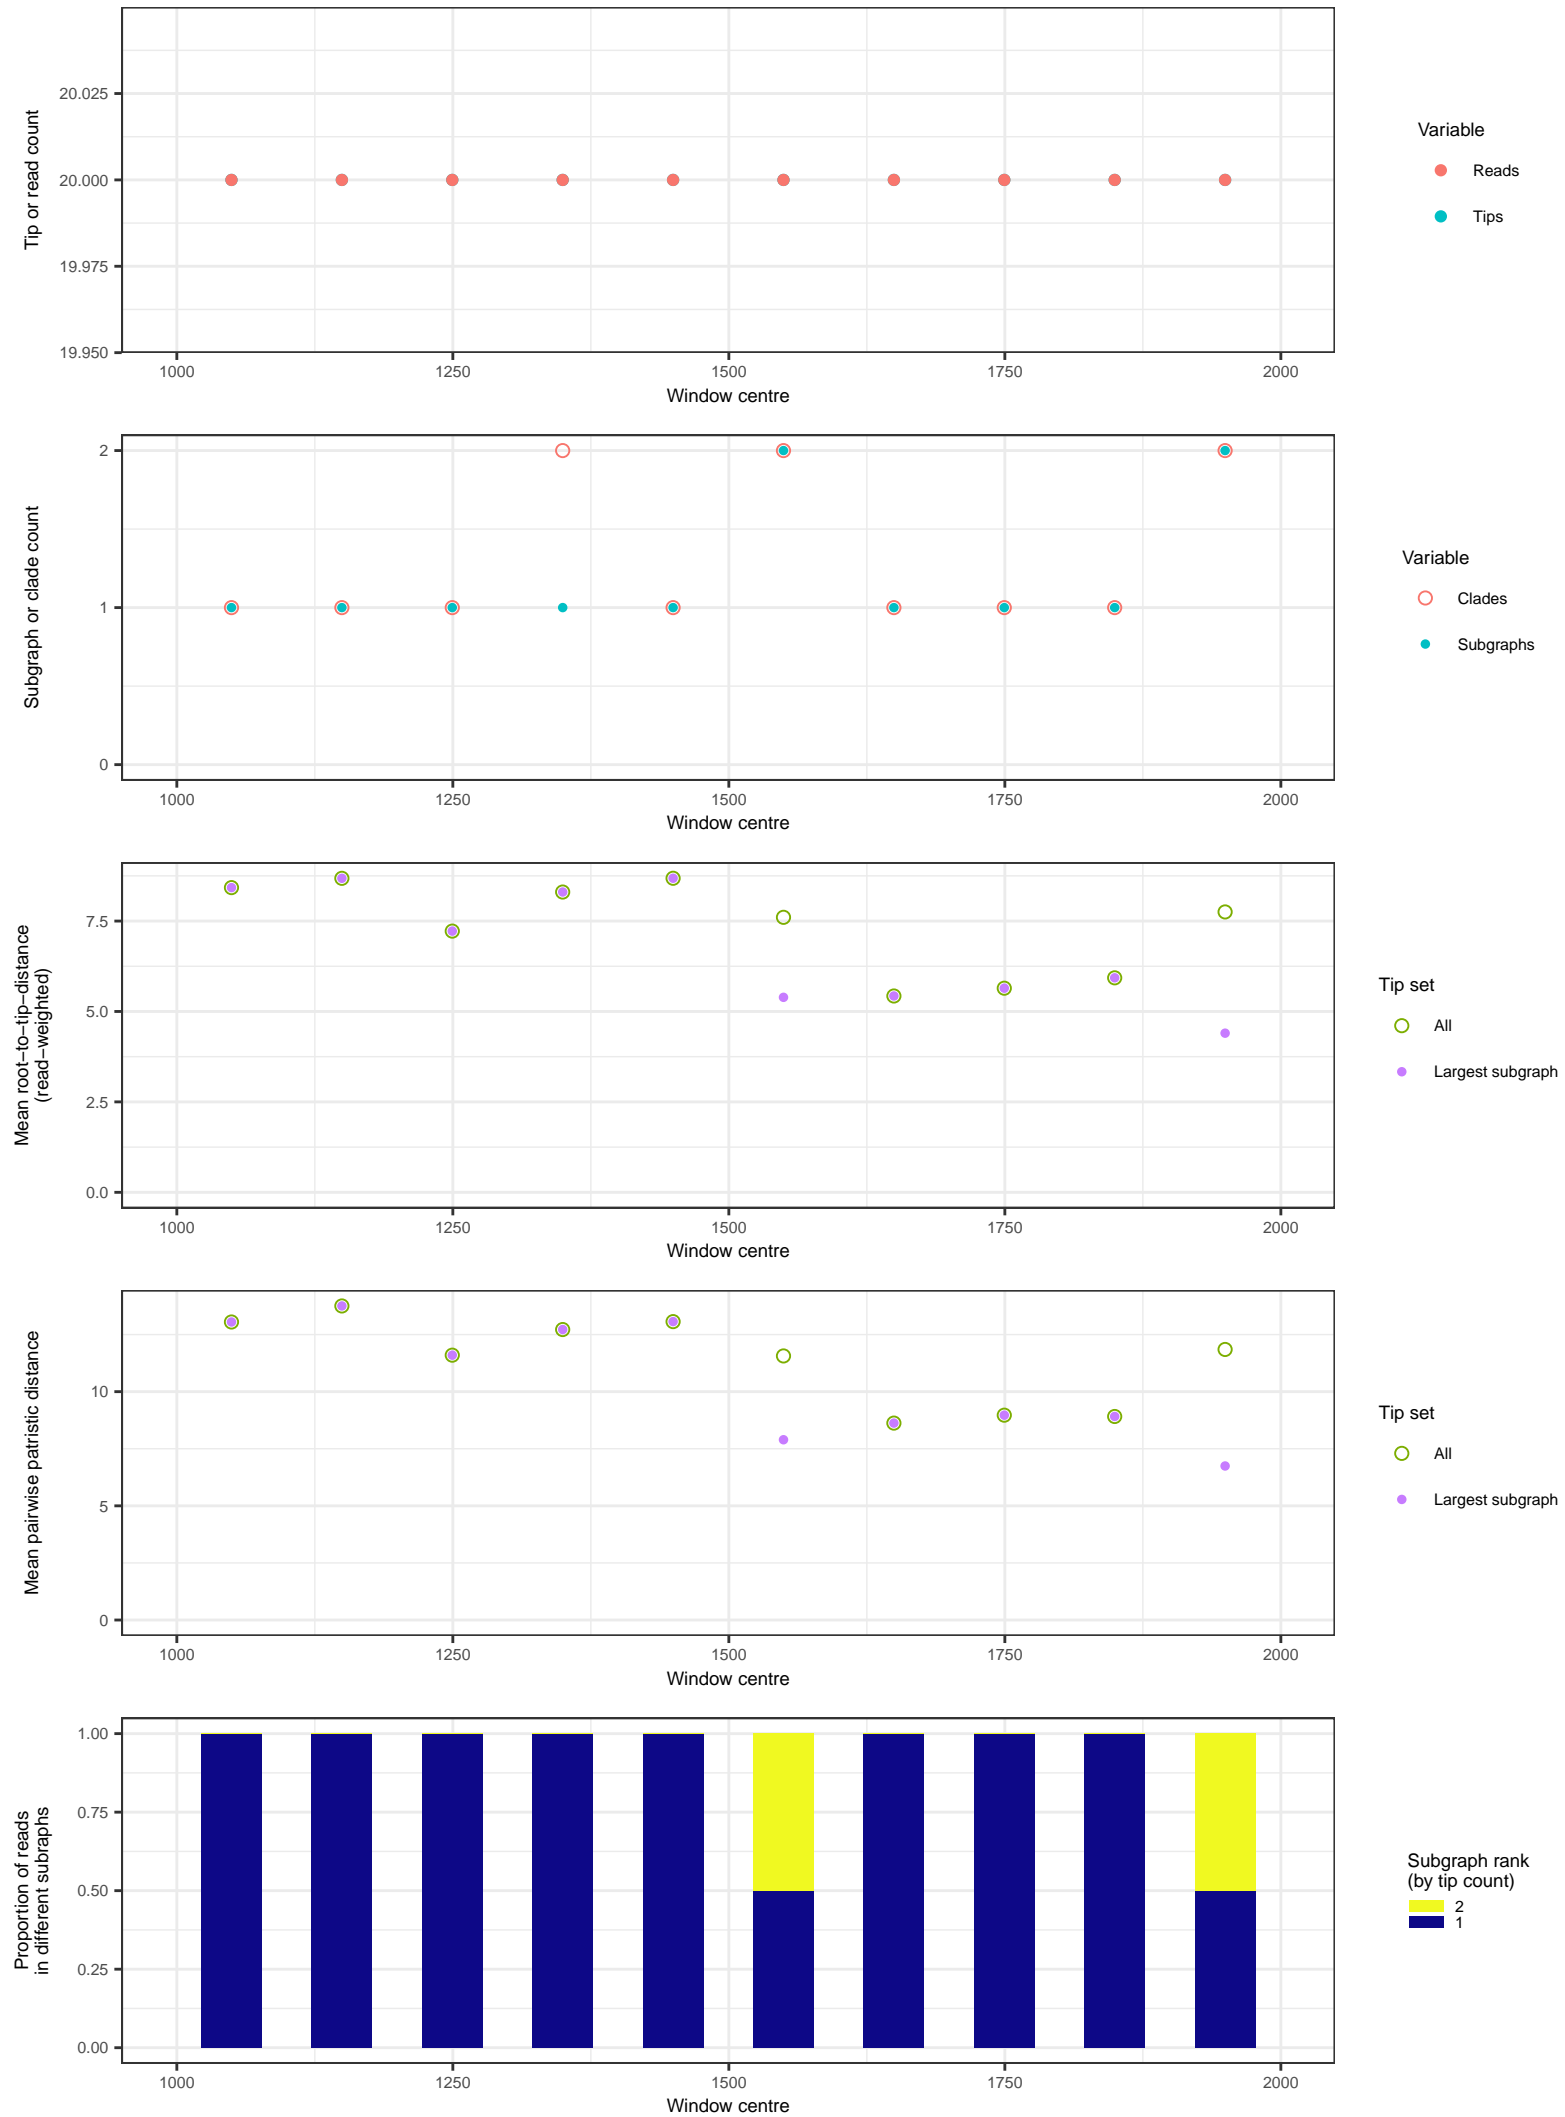 Tip or read count
20.025
20.000
19.975
19.950
1000 1250 1500 1750 2000
Window centre
Variable
Reads
Tips
Subgraph or clade count
2
1
0
1000 1250 1500 1750 2000
Window centre
Variable
Clades
Subgraphs
Mean root−to−tip−distance
(read−weighted)
7.5
5.0
2.5
0.0
1000 1250 1500 1750 2000
Window centre
Tip set
All
Largest subgraph
Mean pairwise patristic distance
10
5
0
1000 1250 1500 1750 2000
Window centre
Tip set
All
Largest subgraph
Proportion of reads
in different subraphs
1.00
0.75
0.50
0.25
0.00
1000 1250 1500 1750 2000
Window centre
Subgraph rank
(by tip count)
2
1